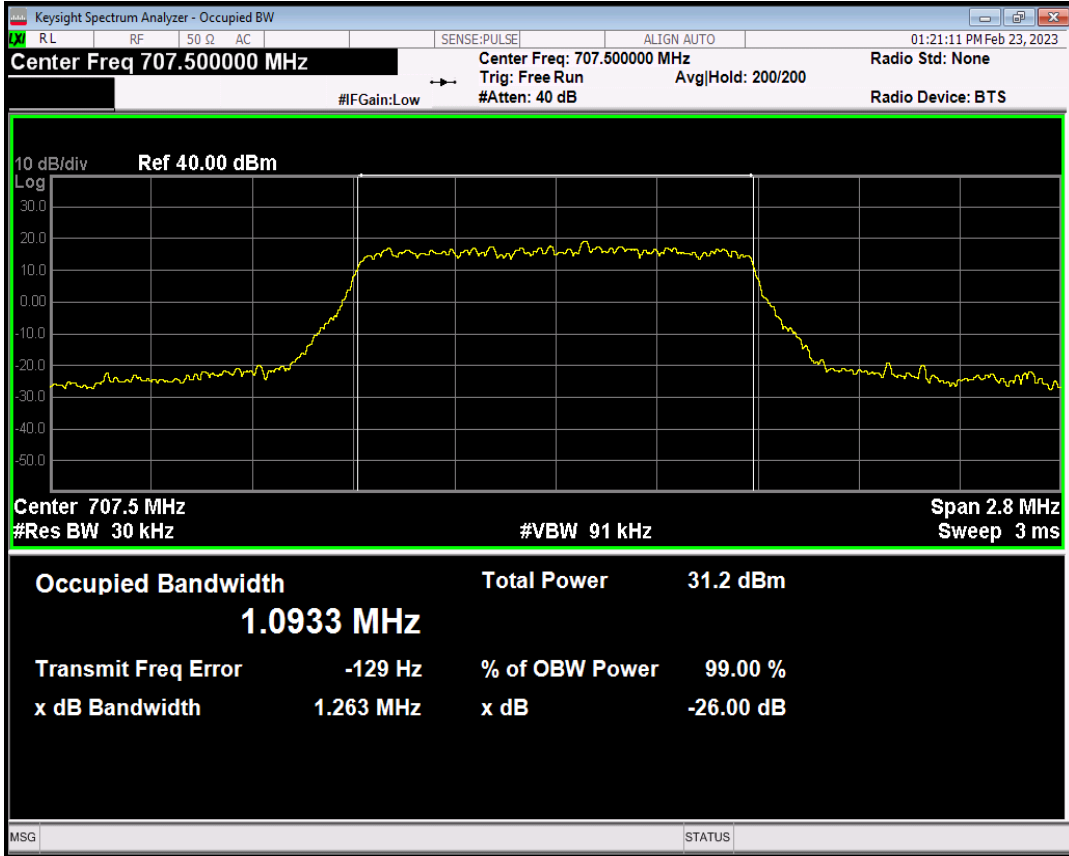 Keysight Spectrum Analyzer - Occupied BW
LXI RL RF 50 Ω AC SENSE:PULSE ALIGN AUTO 01:21:11 PM Feb 23, 2023
Center Freq 707.500000 MHz
Center Freq: 707.500000 MHz
Radio Std: None
Trig: Free Run Avg|Hold: 200/200
#IFGain:Low
#Atten: 40 dB
Radio Device: BTS
10 dB/div Ref 40.00 dBm
Log
30.0
20.0
10.0
0.00
-10.0
-20.0
-30.0
-40.0
-50.0
Center 707.5 MHz Span 2.8 MHz
#Res BW 30 kHz #VBW 91 kHz Sweep 3 ms
Occupied Bandwidth Total Power 31.2 dBm
1.0933 MHz
Transmit Freq Error -129 Hz % of OBW Power 99.00 %
x dB Bandwidth 1.263 MHz x dB -26.00 dB
MSG STATUS